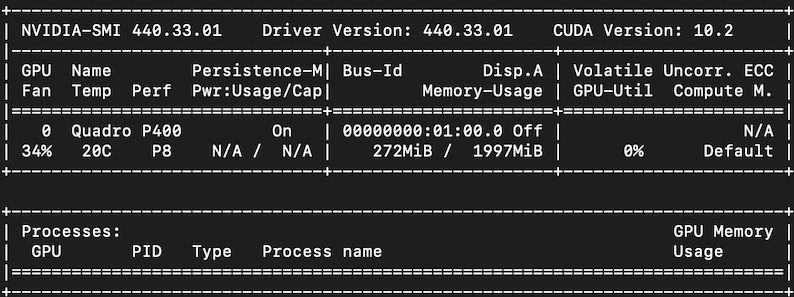 +-----------------------------------------------------------------------------+
| NVIDIA-SMI 440.33.01    Driver Version: 440.33.01    CUDA Version: 10.2     |
|-------------------------------+----------------------+----------------------+
| GPU  Name        Persistence-M| Bus-Id        Disp.A | Volatile Uncorr. ECC |
| Fan  Temp  Perf  Pwr:Usage/Cap|         Memory-Usage | GPU-Util  Compute M. |
|===============================+======================+======================|
|   0  Quadro P400         On   | 00000000:01:00.0 Off |                  N/A |
| 34%   20C    P8    N/A /  N/A |    272MiB /  1997MiB |      0%      Default |
+-------------------------------+----------------------+----------------------+
+-----------------------------------------------------------------------------+
| Processes:                                                       GPU Memory |
|  GPU       PID   Type   Process name                             Usage      |
|=============================================================================|
+-----------------------------------------------------------------------------+